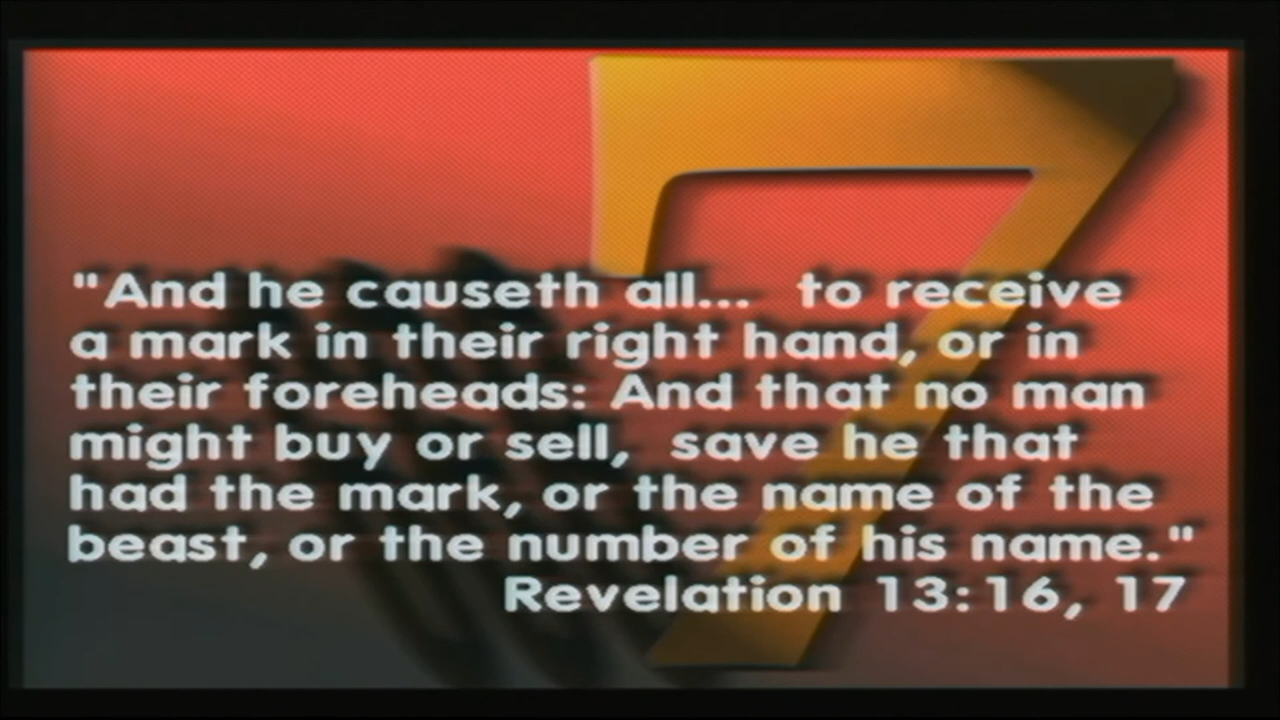 "And he causeth all... to receive
a mark in their right hand, or in
their foreheads: And that no man
might buy or sell, save he that
had the mark, or the name of the
beast, or the number of his name."
Revelation 13:16, 17
7